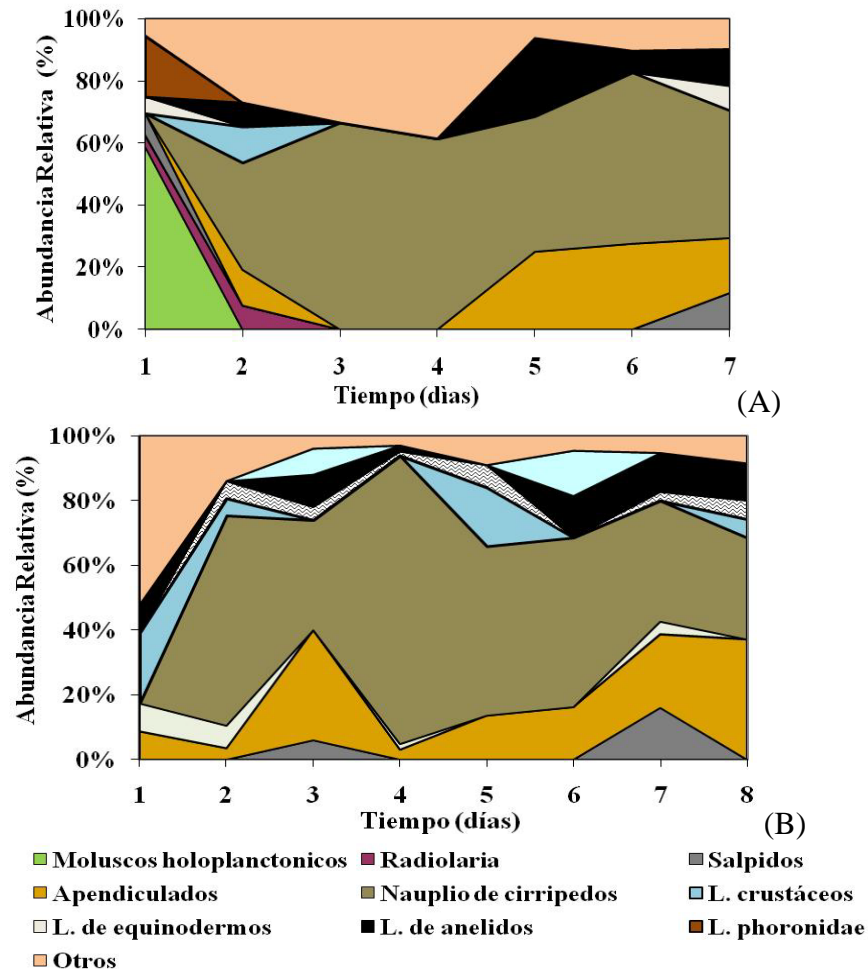 100%
80%
60%
40%
20%
0%
Abundancia Relativa (%)
1 2 3 4 5 6 7
Tiempo (dìas)
(A)
100%
80%
60%
40%
20%
0%
Abundancia Relativa (%)
1 2 3 4 5 6 7 8
Tiempo (días)
(B)
Moluscos holoplanctonicos Radiolaria Salpidos
Apendiculados Nauplio de cirripedos L. crustáceos
L. de equinodermos L. de anelidos L. phoronidae
Otros